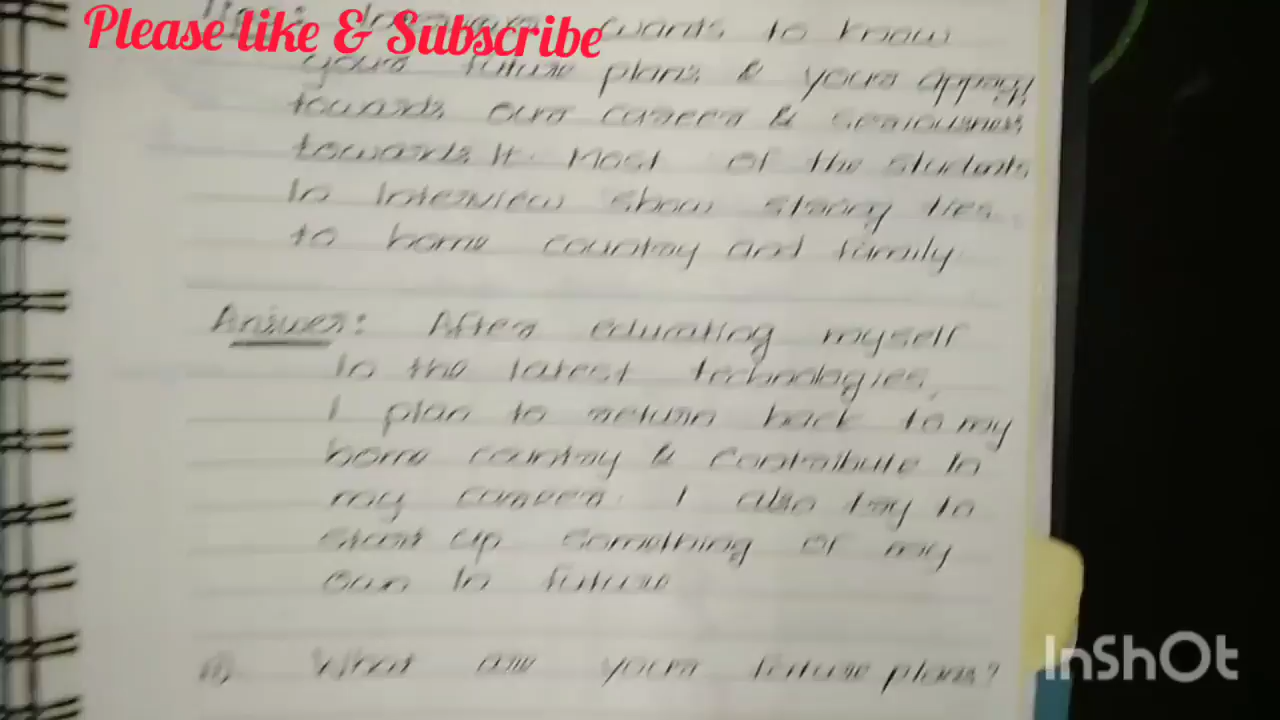 Please like & Subscribe
wants to know
your future plans & your
towards our career & seriousness
towards it. Most of the students
in interview show strong ties
to home country and family
Answer: After educating myself
in the latest technologies,
I plan to return back to my
home country & contribute in
my career. I also try to
start up something of my
own in future
What are your future plans?
InShOt